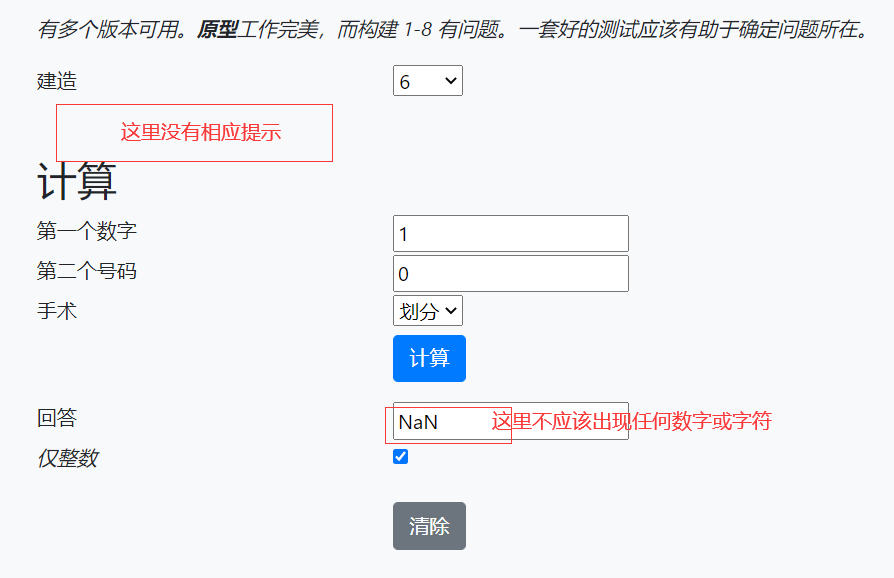 有多个版本可用。原型工作完美，而构建 1-8 有问题。一套好的测试应该有助于确定问题所在。
建造 6
这里没有相应提示
计算
第一个数字 1
第二个号码 0
手术 划分
计算
回答 NaN 这里不应该出现任何数字或字符
仅整数
清除